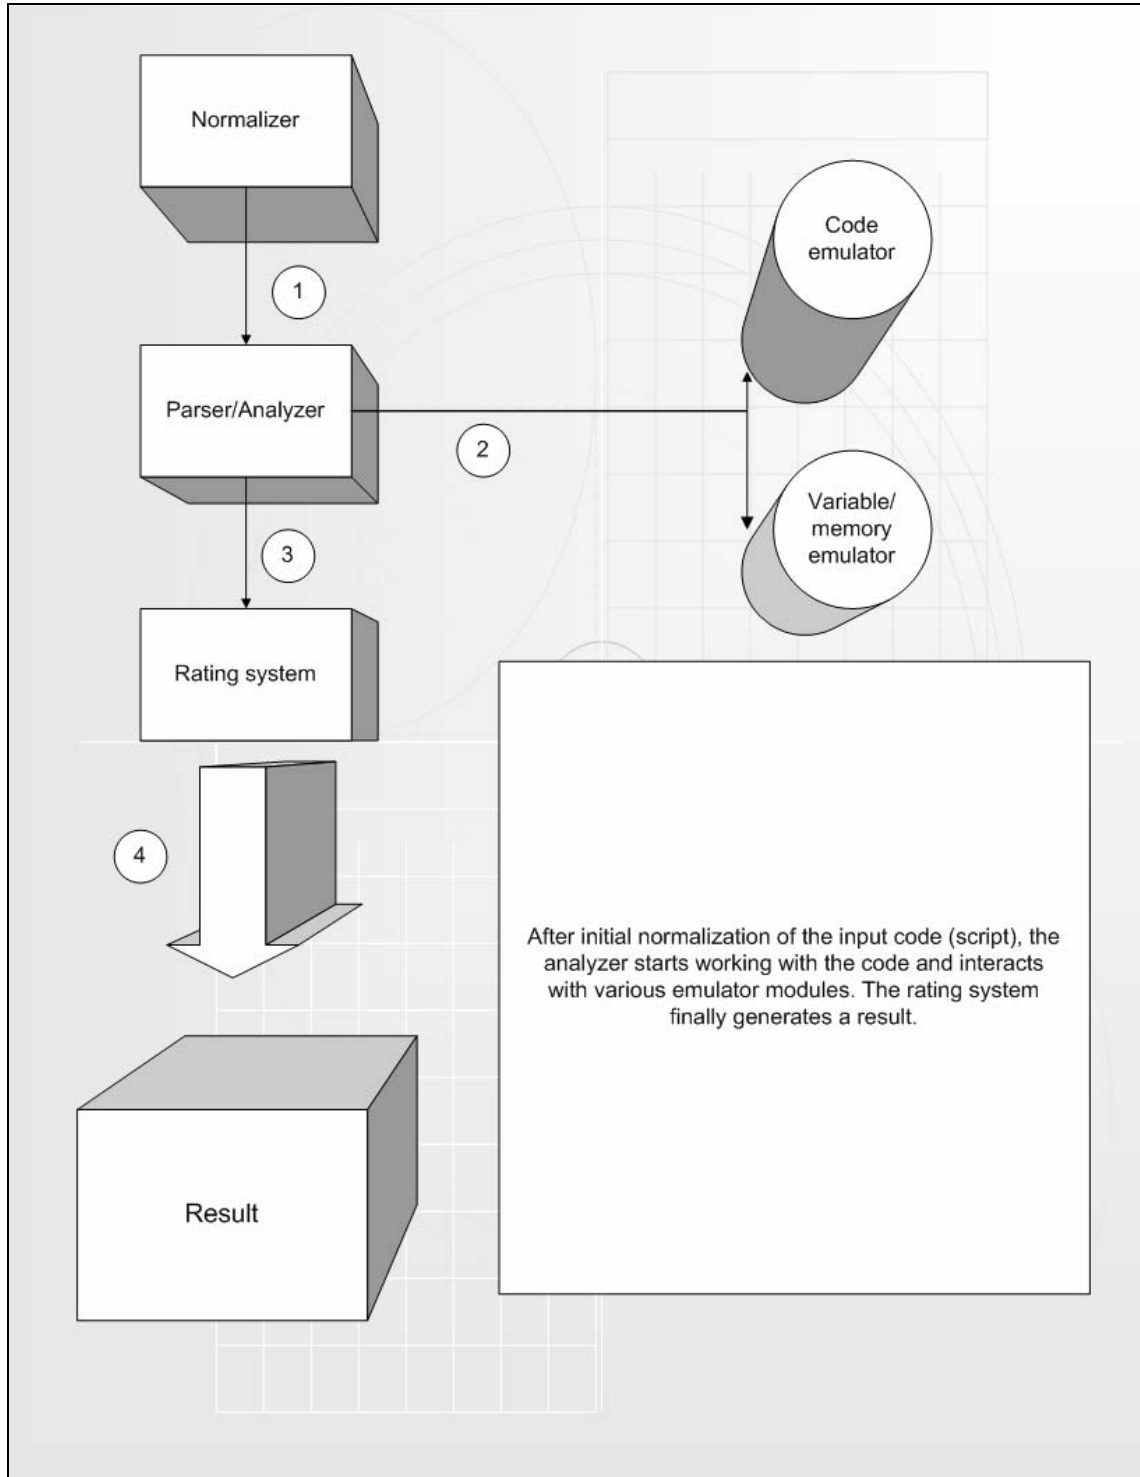 Normalizer
1
Code
emulator
Parser/Analyzer
2
Variable/
memory
emulator
3
Rating system
4
After initial normalization of the input code (script), the
analyzer starts working with the code and interacts
with various emulator modules. The rating system
finally generates a result.
Result